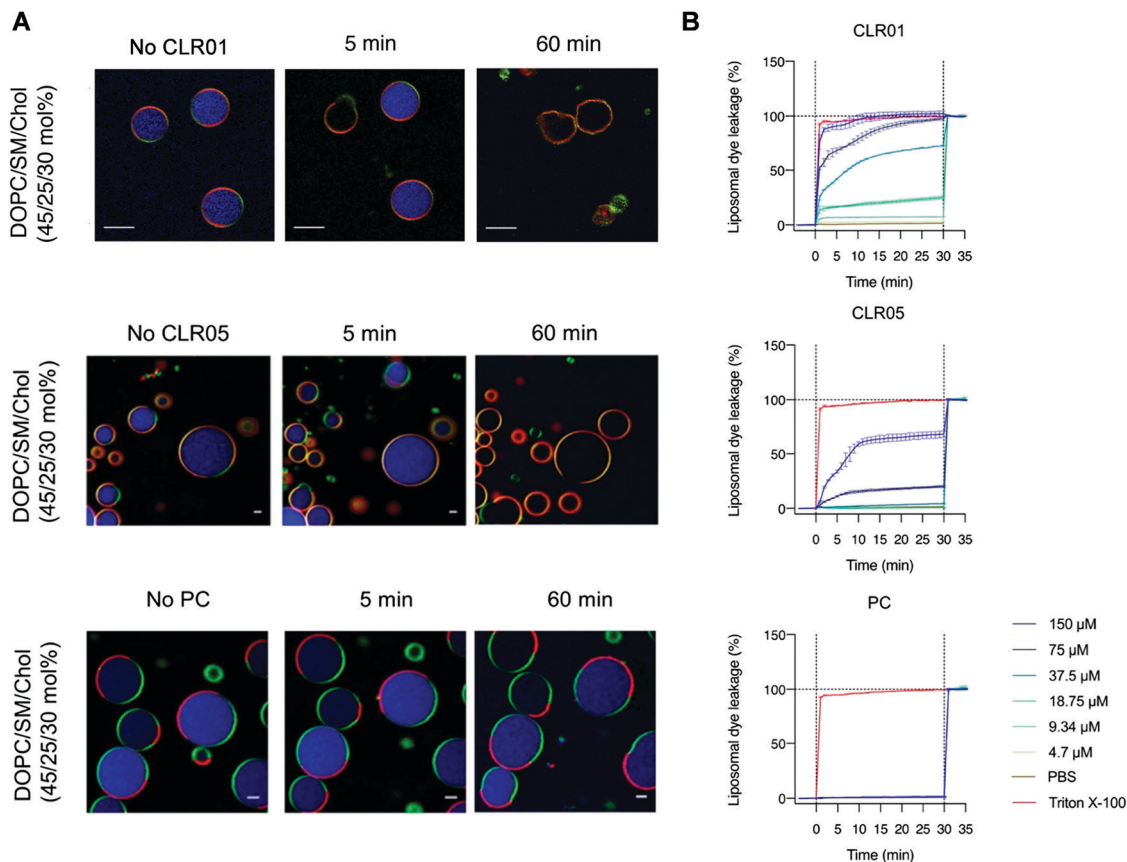 A
No CLR01
5 min
60 min
DOPC/SM/Chol
(45/25/30 mol%)
No CLR05
5 min
60 min
DOPC/SM/Chol
(45/25/30 mol%)
No PC
5 min
60 min
DOPC/SM/Chol
(45/25/30 mol%)
B
CLR01
Liposomal dye leakage (%)
150
100
50
0
0 5 10 15 20 25 30 35
Time (min)
CLR05
Liposomal dye leakage (%)
150
100
50
0
0 5 10 15 20 25 30 35
Time (min)
PC
Liposomal dye leakage (%)
150
100
50
0
0 5 10 15 20 25 30 35
Time (min)
150 µM
75 µM
37.5 µM
18.75 µM
9.34 µM
4.7 µM
PBS
Triton X-100